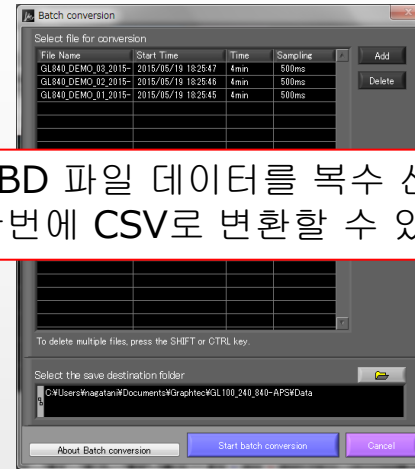 Batch conversion
Select file for conversion
File Name Start Time Time Sampling
GL840_DEMO_03_2015- 2015/05/19 18:25:47 4min 500ms
GL840_DEMO_02_2015- 2015/05/19 18:25:46 4min 500ms
GL840_DEMO_01_2015- 2015/05/19 18:25:45 4min 500ms
Add
Delete
BD 파일 데이터를 복수
번에 CSV로 변환할 수
To delete multiple files, press the SHIFT or CTRL key.
Select the save destination folder
C:¥Users¥nagatani¥Documents¥Graphtec¥GL100_240_840-APS¥Data
About Batch conversion Start batch conversion Cancel